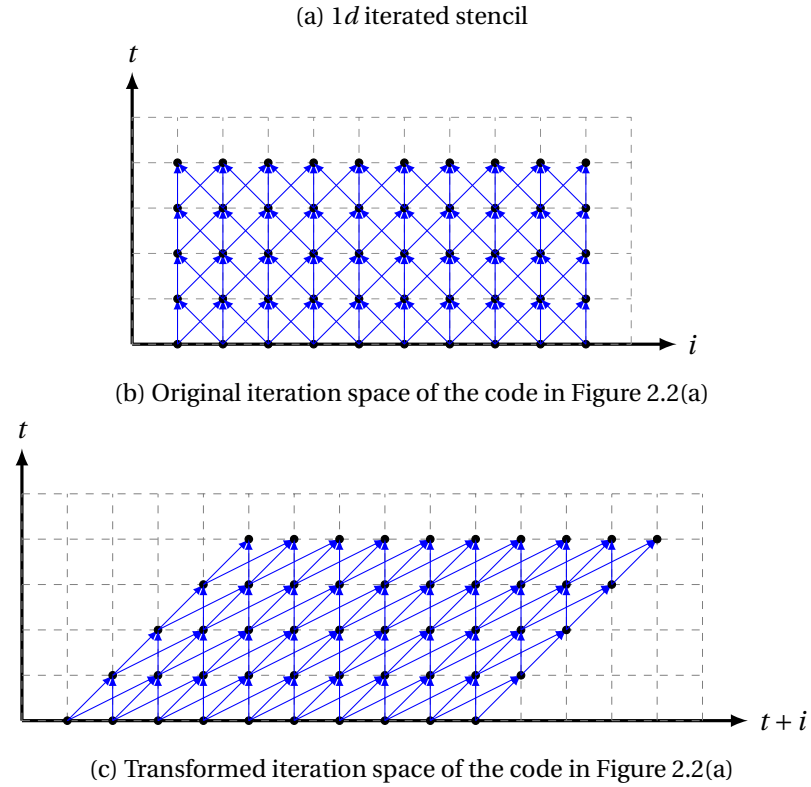 (a) 1d iterated stencil
t
i
(b) Original iteration space of the code in Figure 2.2(a)
t
t + i
(c) Transformed iteration space of the code in Figure 2.2(a)